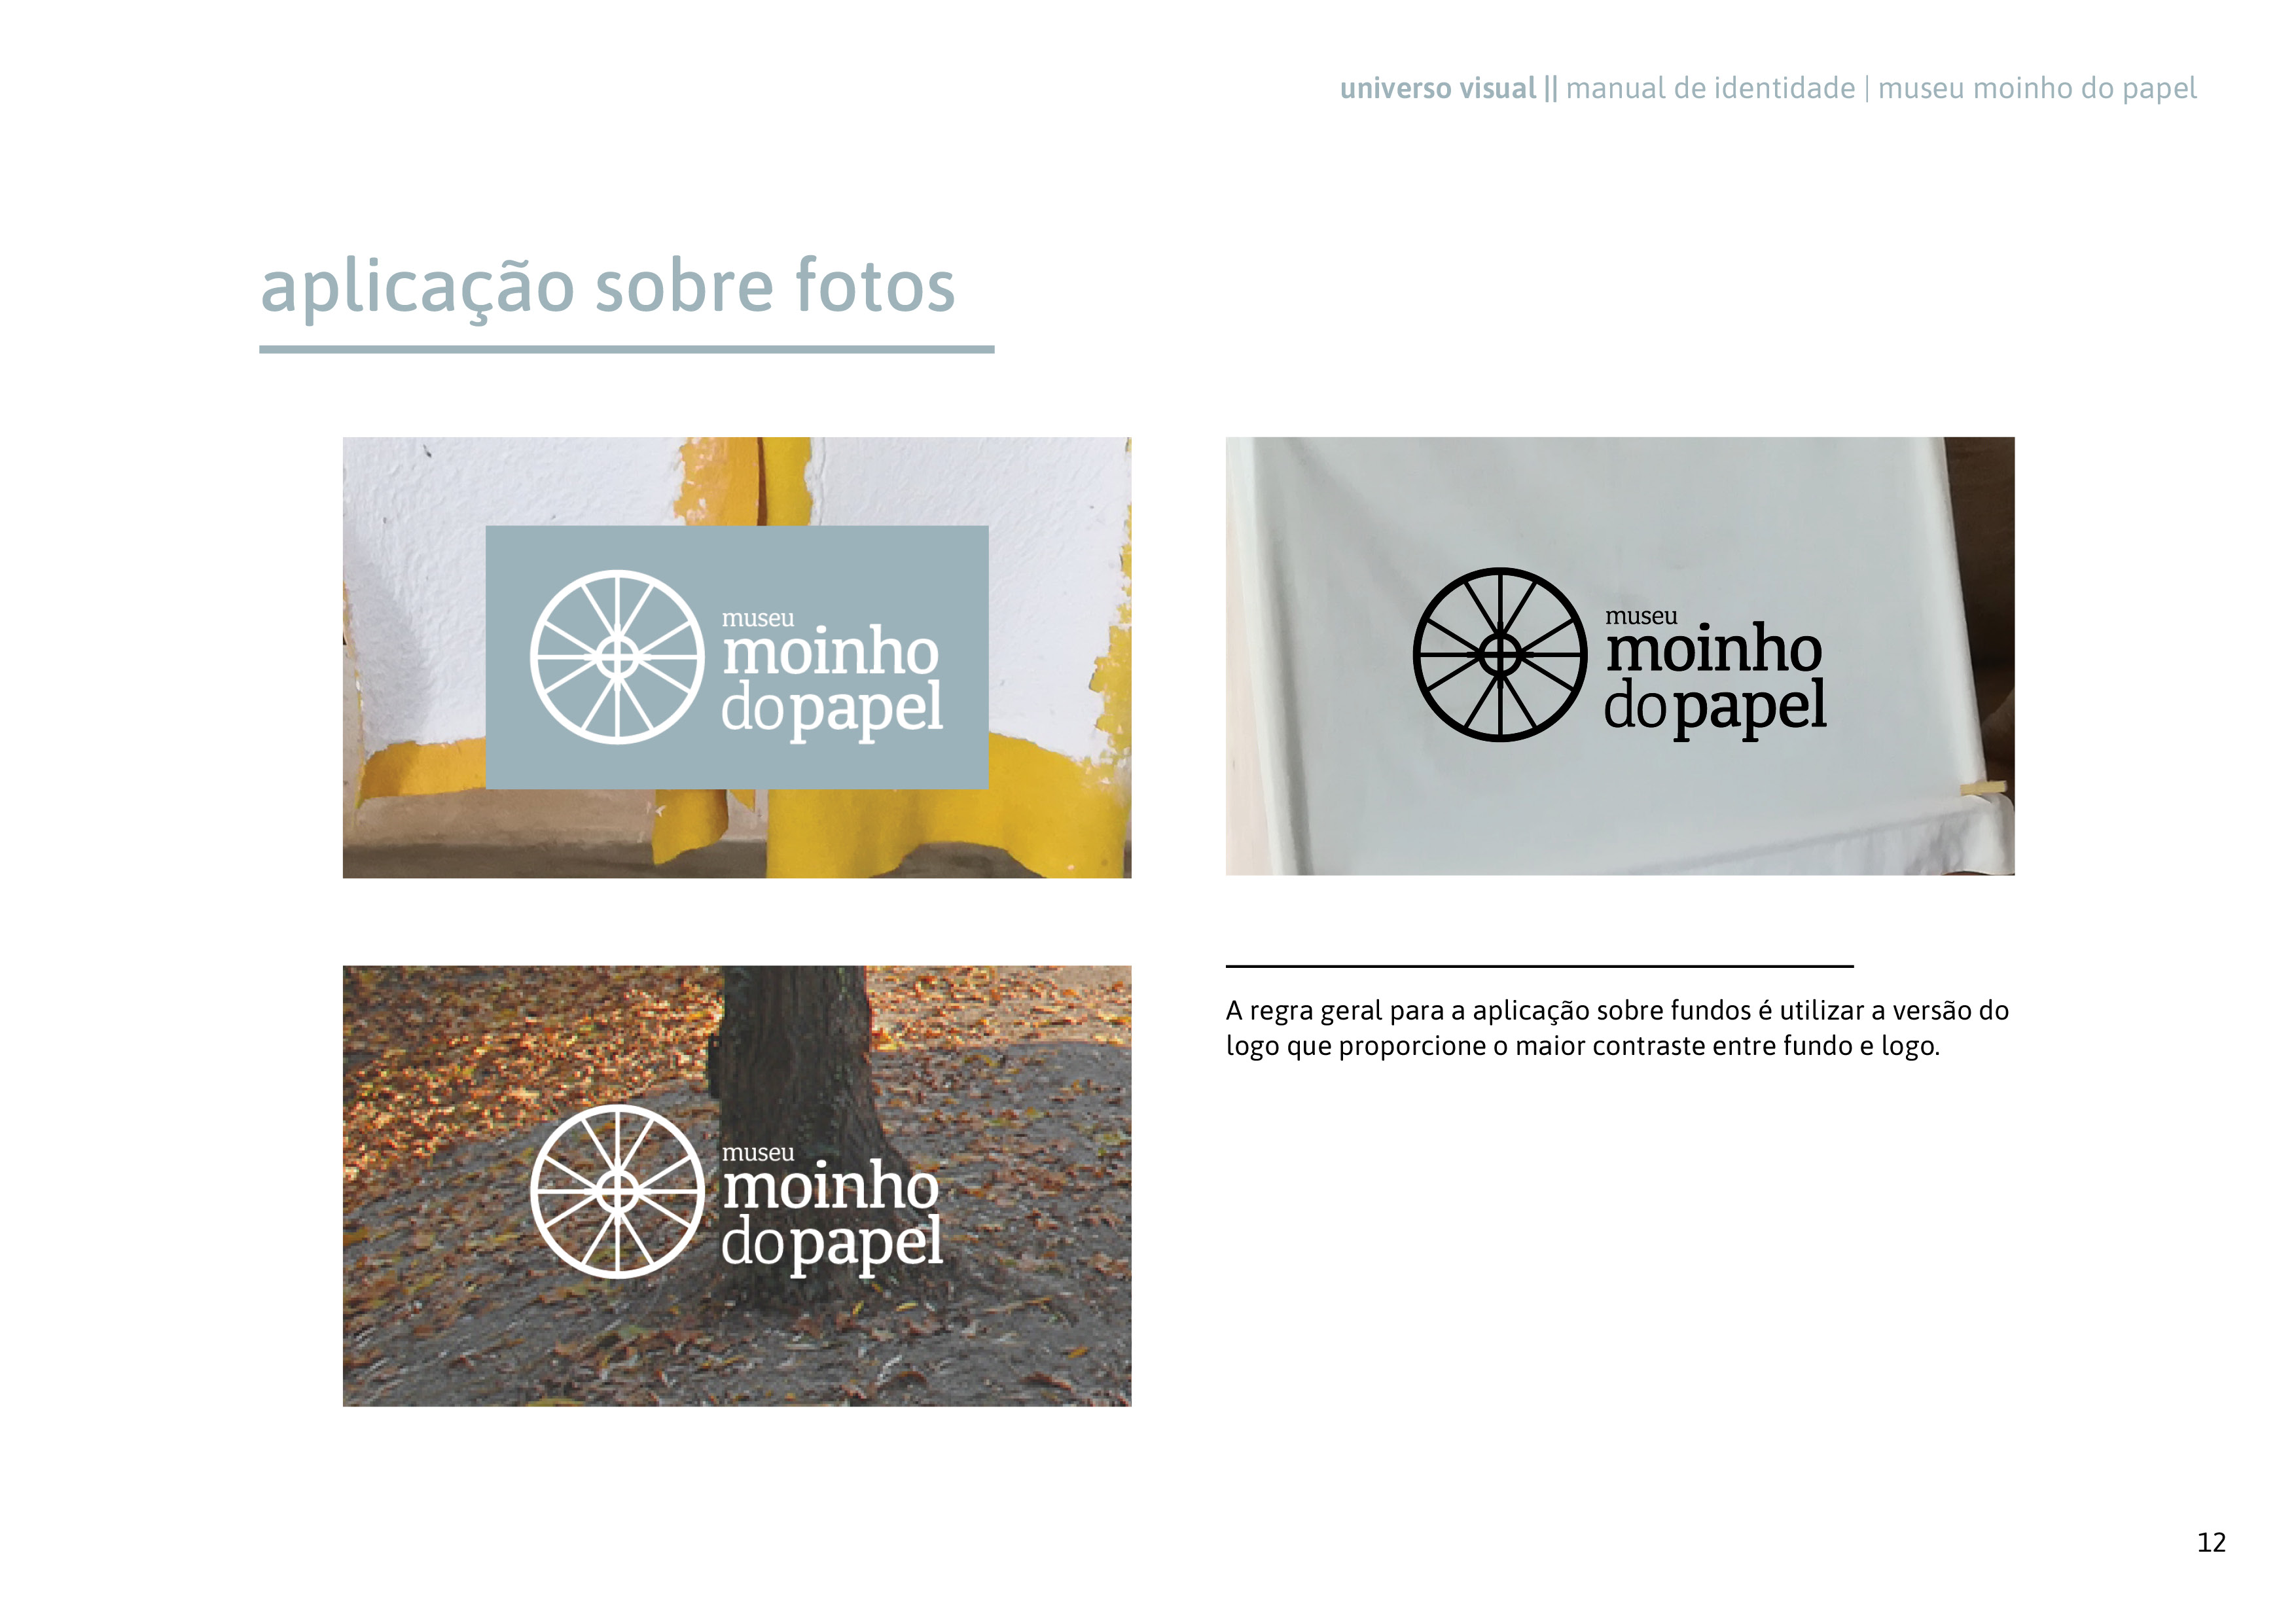 universo visual || manual de identidade | museu moinho do papel
aplicação sobre fotos
museu
moinho
do papel
museu
moinho
do papel
museu
moinho
do papel
A regra geral para a aplicação sobre fundos é utilizar a versão do
logo que proporcione o maior contraste entre fundo e logo.
12